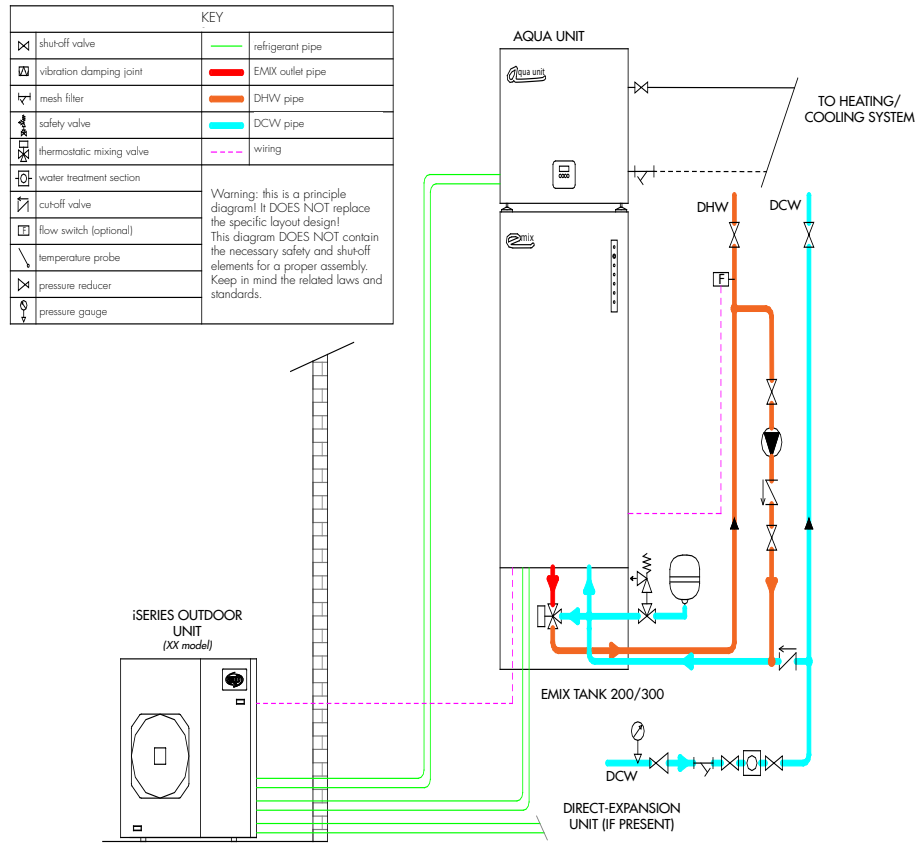 KEY
shut-off valve
refrigerant pipe
vibration damping joint
EMIX outlet pipe
mesh filter
DHW pipe
safety valve
DCW pipe
thermostatic mixing valve
wiring
water treatment section
cut-off valve
F
flow switch (optional)
temperature probe
pressure reducer
pressure gauge
Warning: this is a principle
diagram! It DOES NOT replace
the specific layout design!
This diagram DOES NOT contain
the necessary safety and shut-off
elements for a proper assembly.
Keep in mind the related laws and
standards.
AQUA UNIT
aqua unit
TO HEATING/
COOLING SYSTEM
DHW
DCW
emix
F
iSERIES OUTDOOR
UNIT
(XX model)
EMIX TANK 200/300
DCW
DIRECT-EXPANSION
UNIT (IF PRESENT)